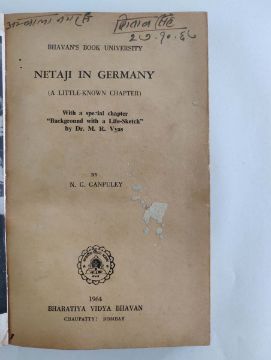 BHAVAN'S BOOK UNIVERSITY
NETAJI IN GERMANY
(A LITTLE-KNOWN CHAPTER)
With a special chapter
"Background with a Life-Sketch"
by Dr. M. R. Vyas
BY
N. G. GANPULEY
1964
BHARATIYA VIDYA BHAVAN
CHAUPATTY : BOMBAY